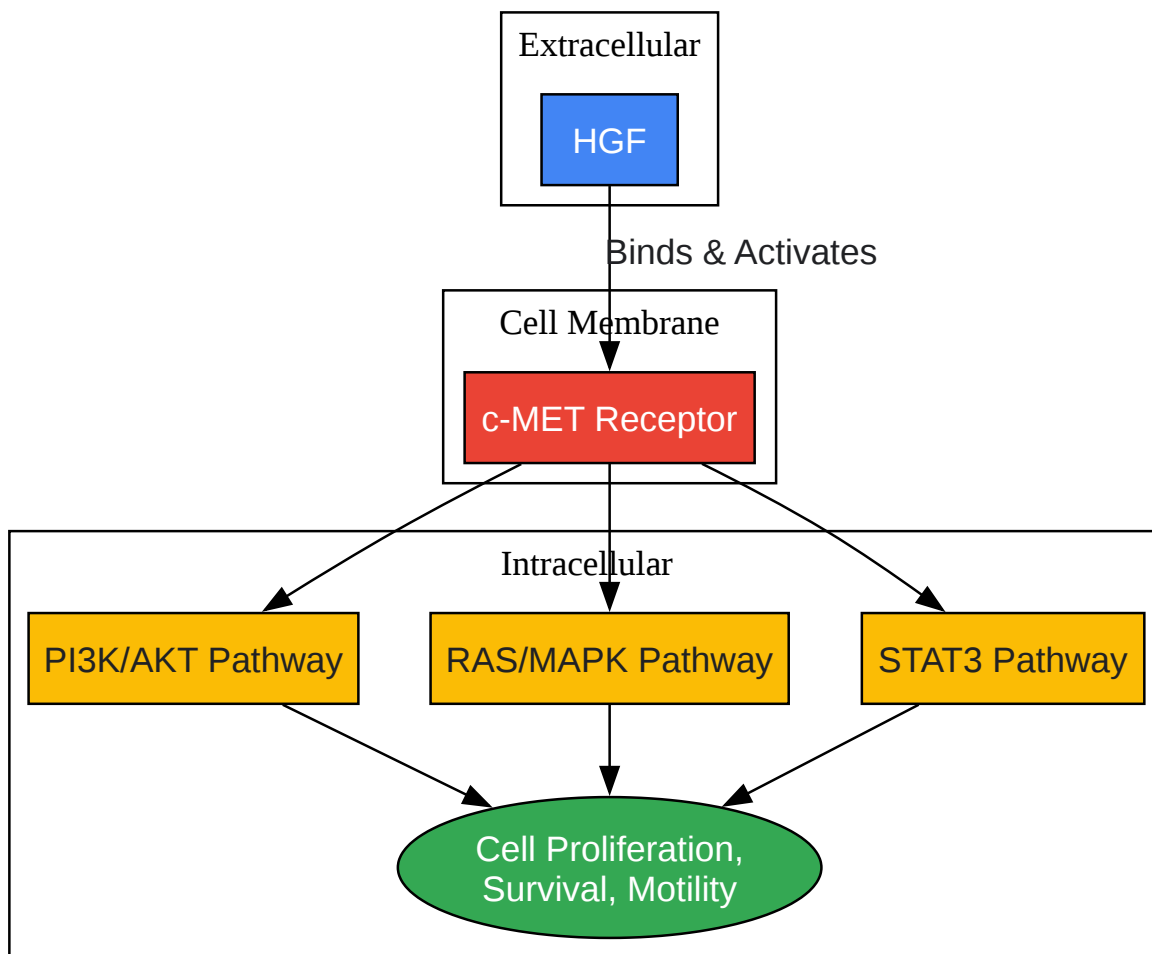 Extracellular
HGF
Binds & Activates
Cell Membrane
c-MET Receptor
Intracellular
PI3K/AKT Pathway
RAS/MAPK Pathway
STAT3 Pathway
Cell Proliferation,
Survival, Motility